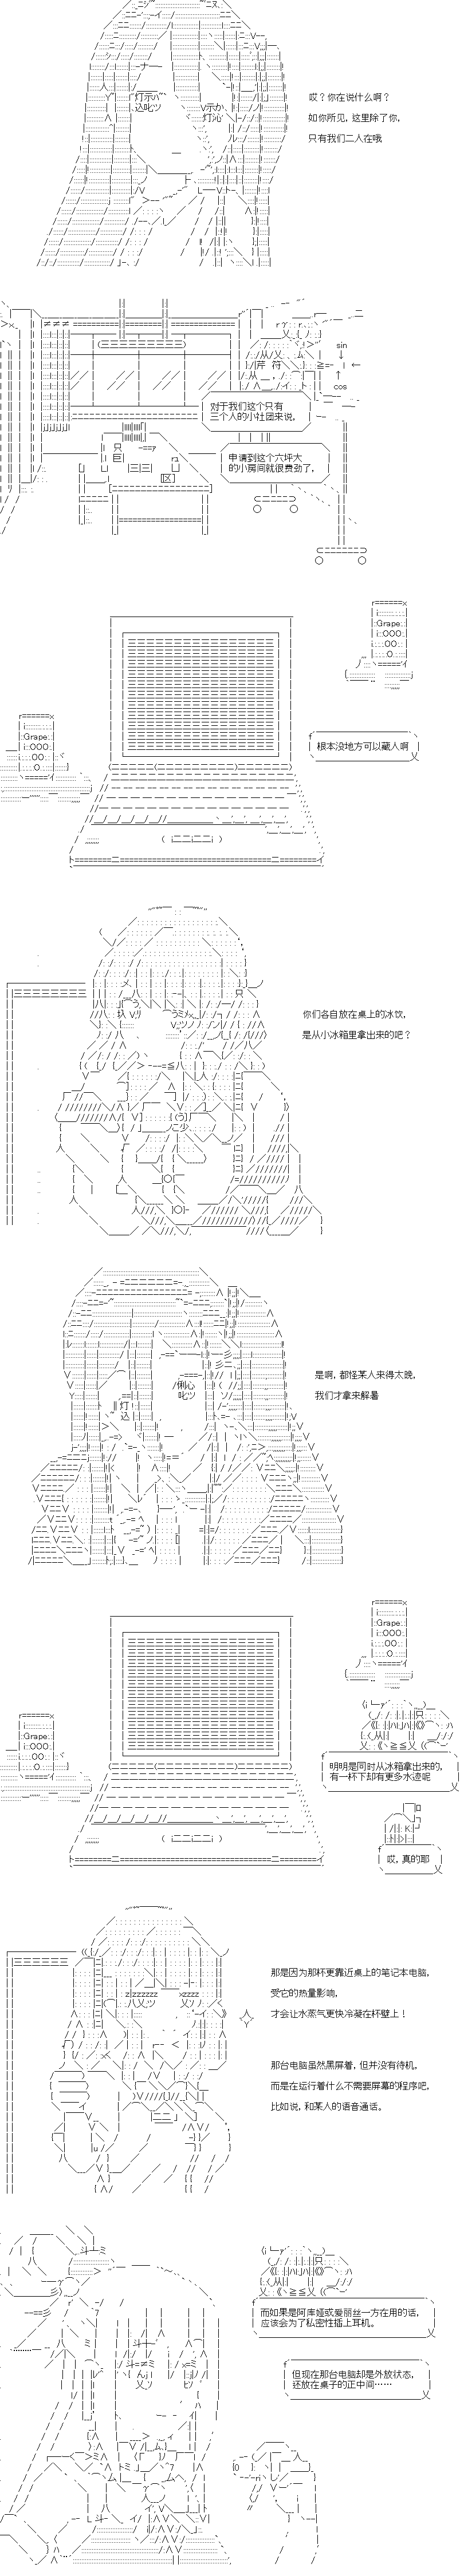 哎？你在说什么啊？
如你所见，这里除了你，
只有我们二人在哦
sin
cos
对于我们这个只有
三个人的小社团来说，
申请到这个六坪大
的小房间就很费劲了，
Grape
OOO
Grape
OOO
根本没地方可以藏人啊
你们各自放在桌上的冰饮，
是从小冰箱里拿出来的吧？
是啊，都怪某人来得太晚，
我们才拿来解暑
Grape
OOO
Grape
OOO
明明是同时从冰箱拿出来的，
有一杯下却有更多水迹呢
哎，真的耶
那是因为那杯更靠近桌上的笔记本电脑，
受它的热量影响，
才会让水蒸气更快冷凝在杯壁上！
那台电脑虽然黑屏着，但并没有待机，
而是在运行着什么不需要屏幕的程序吧，
比如说，和某人的语音通话。
而如果是阿库娅或爱丽丝一方在用的话，
应该会为了私密性插上耳机。
但现在那台电脑却是外放状态，
还放在桌子的正中间……